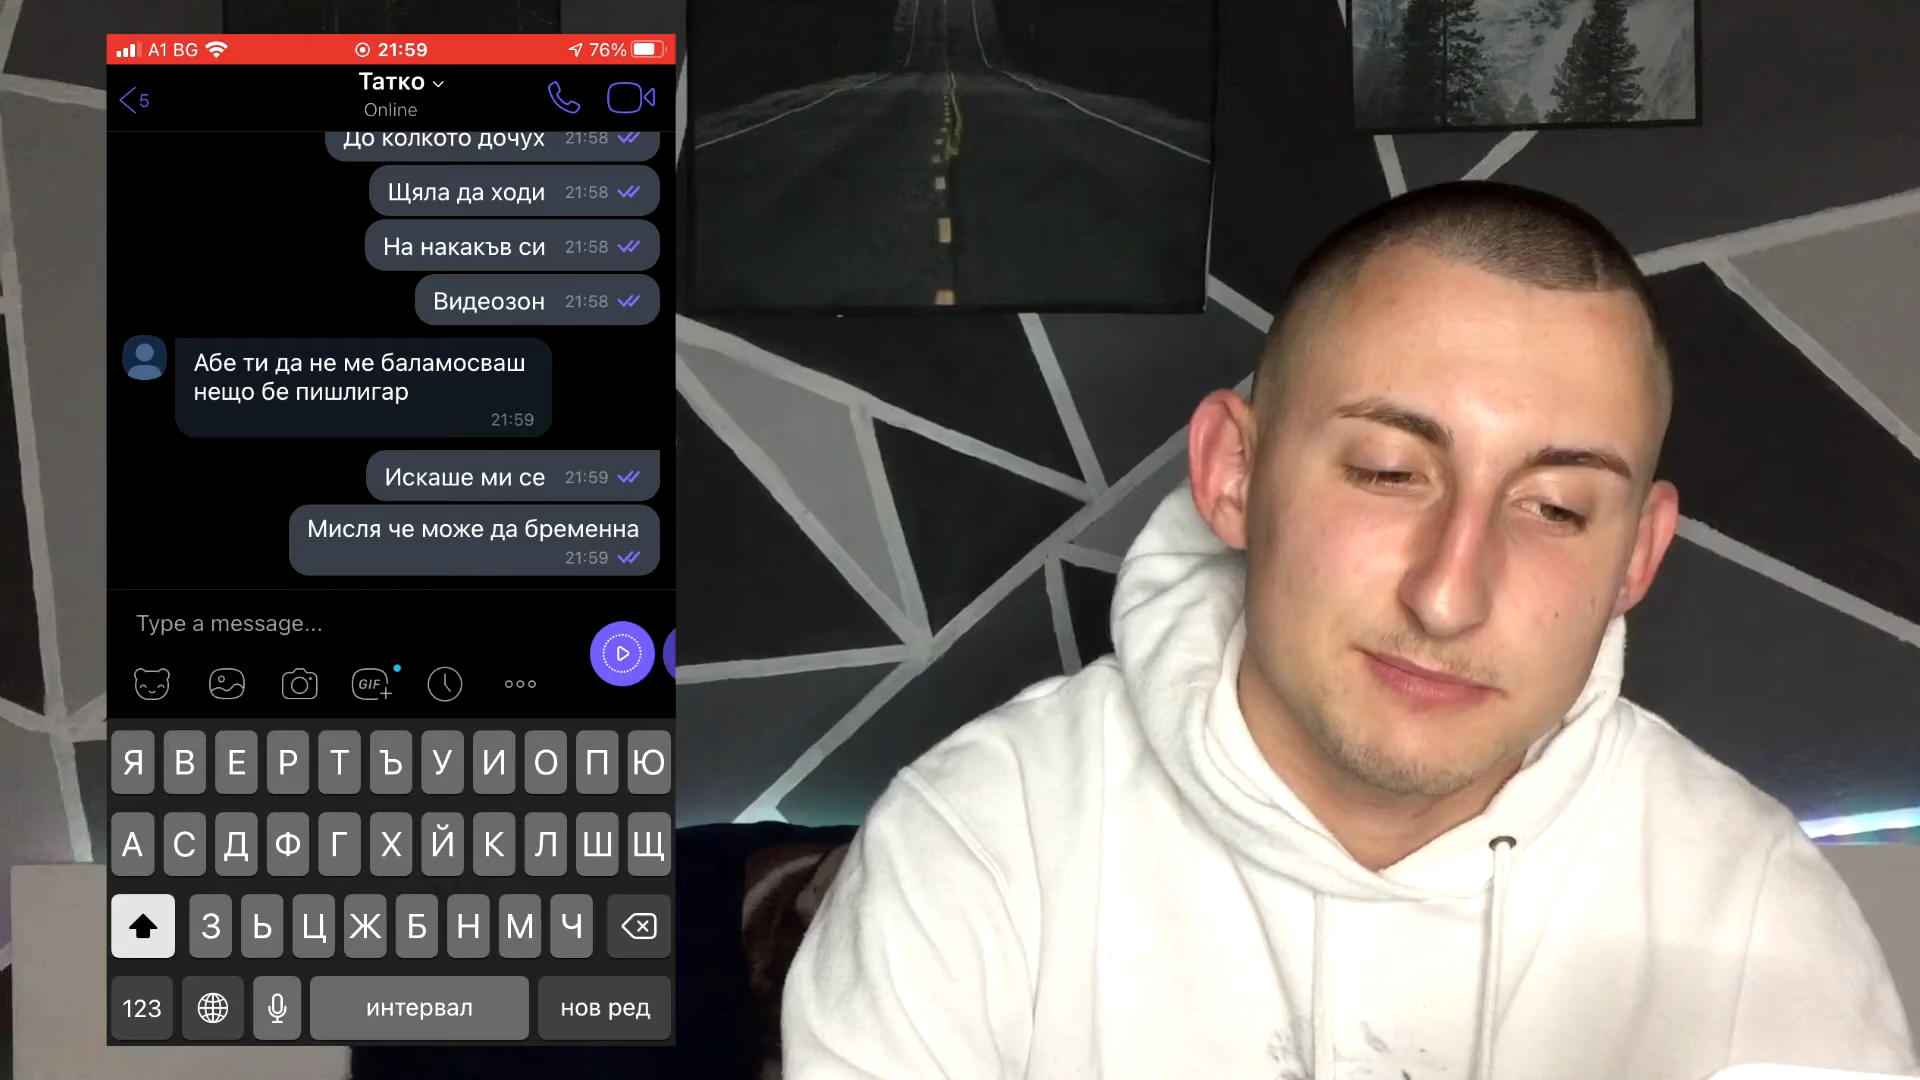 A1 BG
21:59
76%
5
Татко
Online
До колкото дочух 21:58
Щяла да ходи 21:58
На накакъв си 21:58
Видеозон 21:58
Абе ти да не ме баламосваш
нещо бе пишлигар
21:59
Искаше ми се 21:59
Мисля че може да бременна
21:59
Type a message...
GIF
Я В Е Р Т Ъ У И О П Ю
А С Д Ф Г Х Й К Л Ш Щ
З Ь Ц Ж Б Н М Ч
123 интервал нов ред